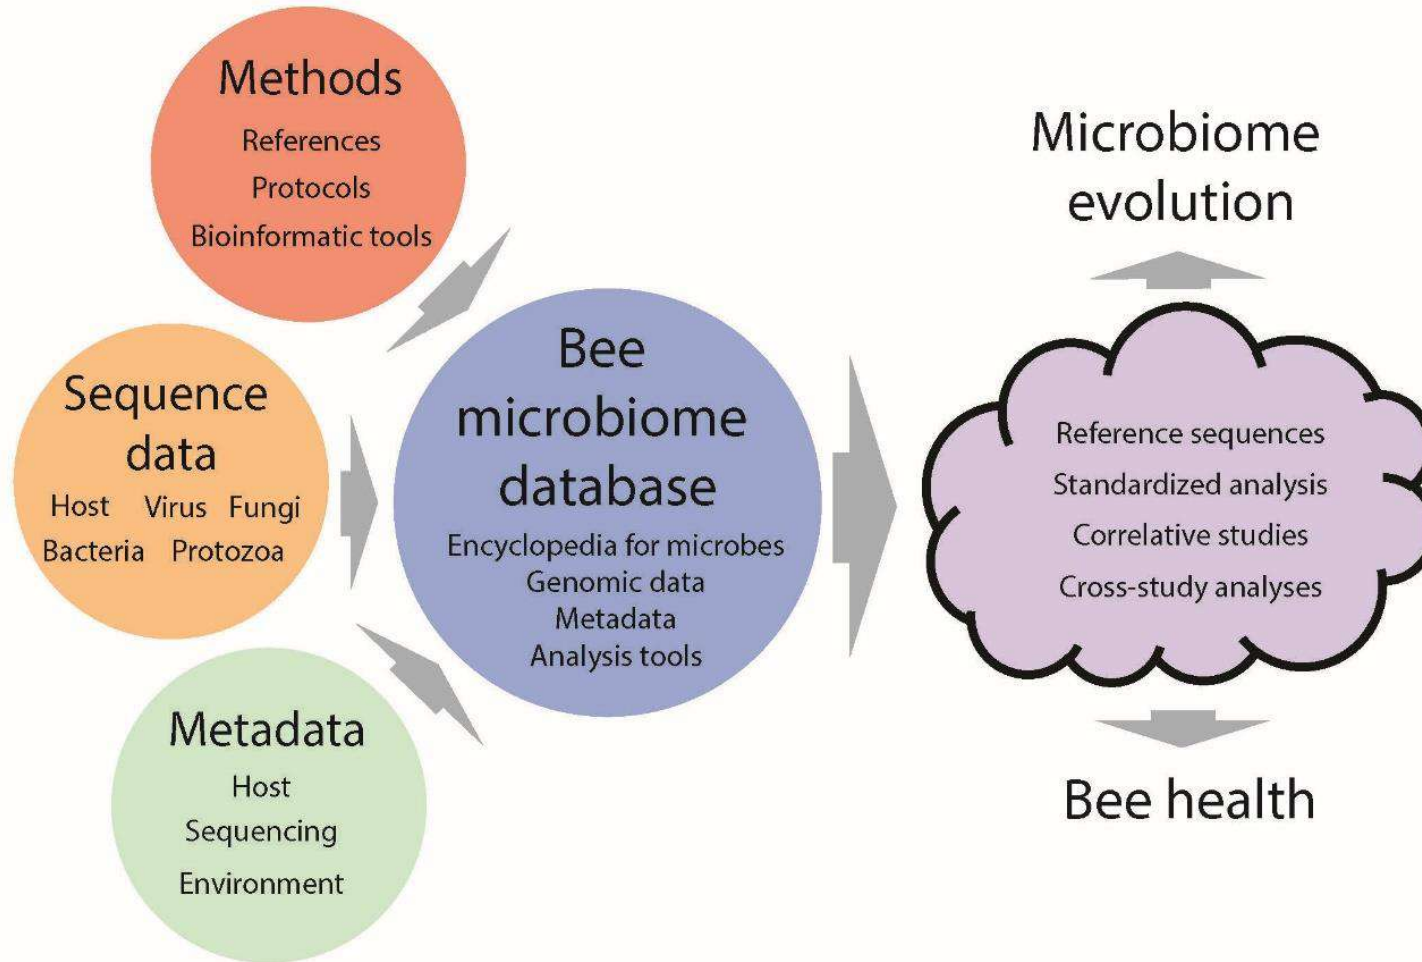 Methods
References
Protocols
Bioinformatic tools
Sequence
data
Host Virus Fungi
Bacteria Protozoa
Metadata
Host
Sequencing
Environment
Bee
microbiome
database
Encyclopedia for microbes
Genomic data
Metadata
Analysis tools
Microbiome
evolution
Reference sequences
Standardized analysis
Correlative studies
Cross-study analyses
Bee health